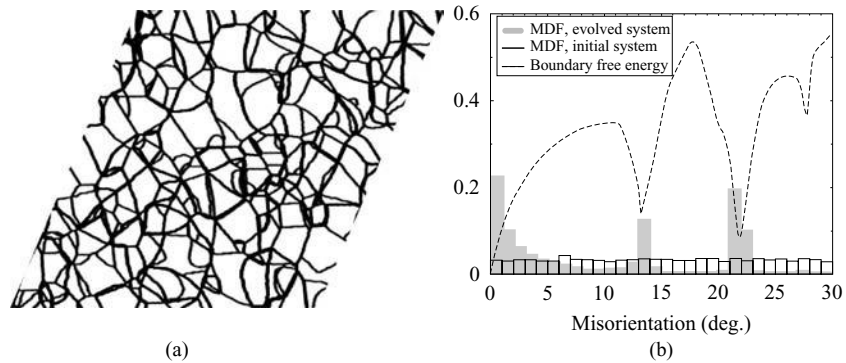 0.6
MDF, evolved system
MDF, initial system
Boundary free energy
0.4
0.2
0
0 5 10 15 20 25 30
Misorientation (deg.)
(a) (b)